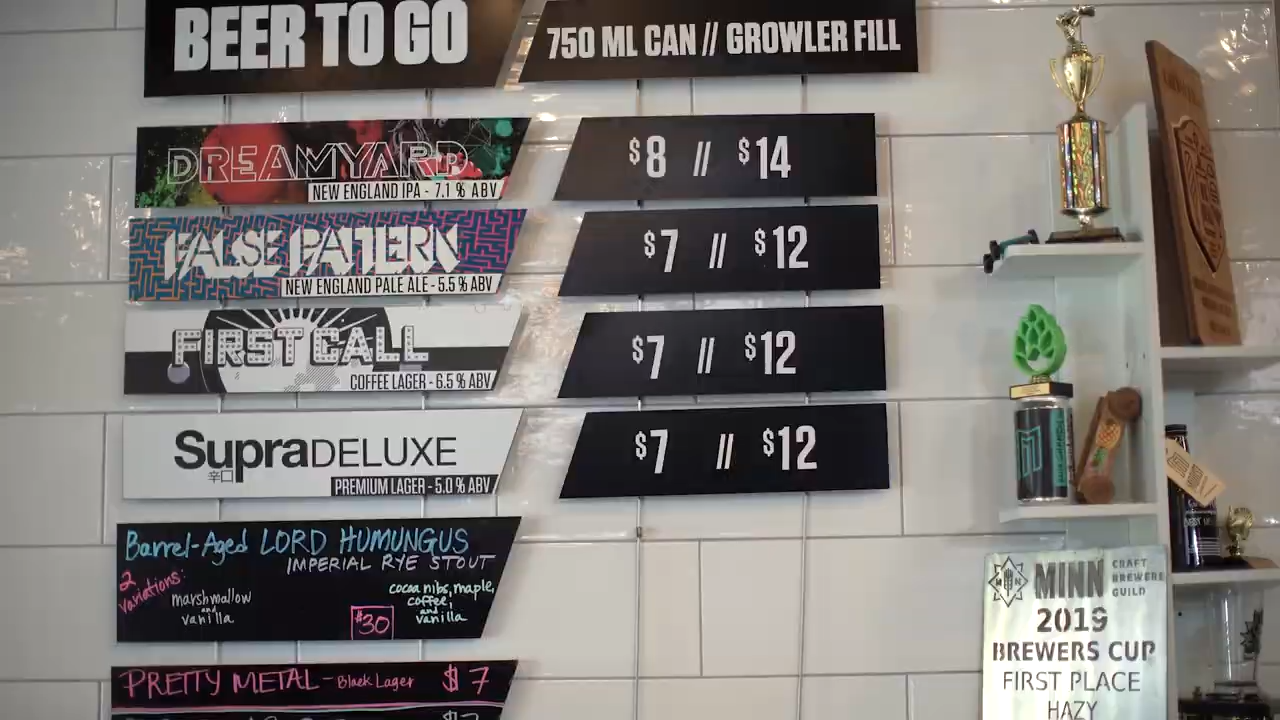 BEER TO GO
750 ML CAN // GROWLER FILL
DREAMYARD
NEW ENGLAND IPA - 7.1 % ABV
$8 // $14
FALSE PATTERN
NEW ENGLAND PALE ALE - 5.5 % ABV
$7 // $12
FIRST CALL
COFFEE LAGER - 6.5 % ABV
$7 // $12
SupraDELUXE
辛口
PREMIUM LAGER - 5.0 % ABV
$7 // $12
Barrel-Aged LORD HUMUNGUS
IMPERIAL RYE STOUT
2 variations:
marshmallow
and
vanilla
$30
cocoa nibs, maple,
coffee,
and
vanilla
PRETTY METAL - Black Lager $7
MINN CRAFT BREWERS GUILD
2019
BREWERS CUP
FIRST PLACE
HAZY